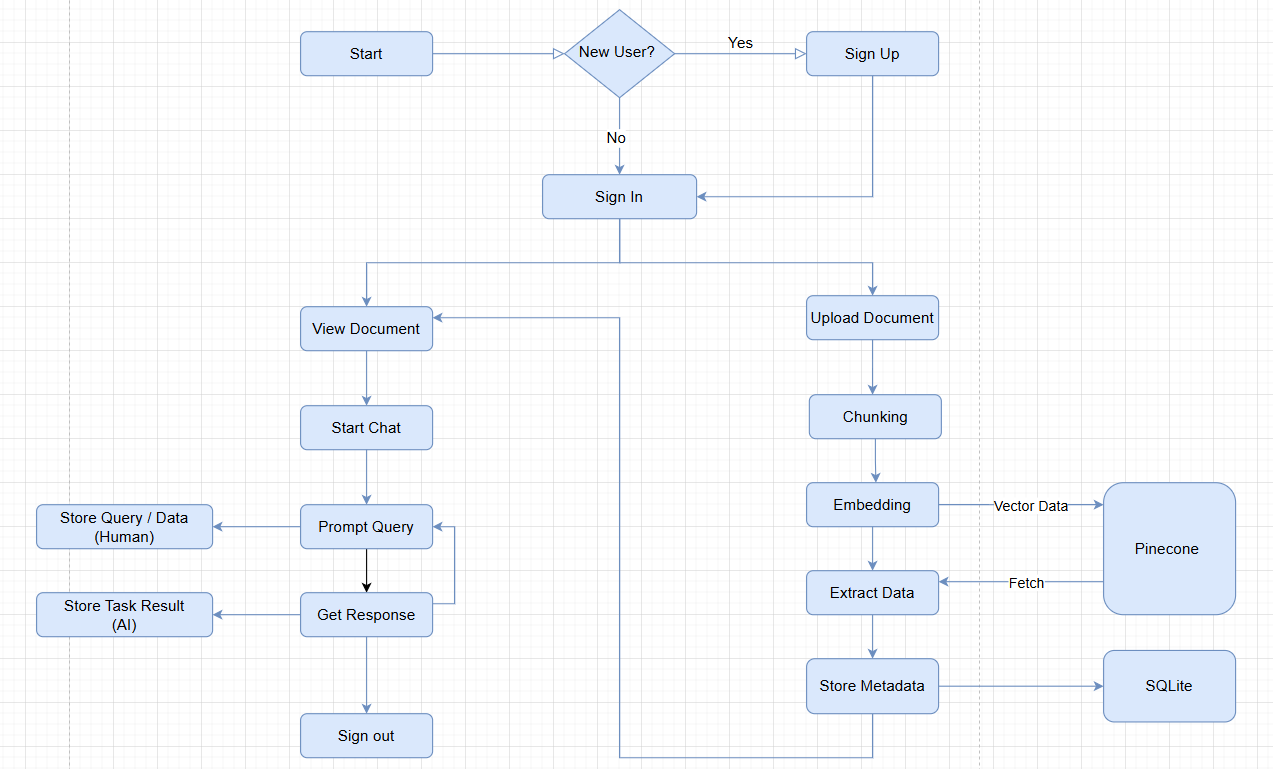 Start
New User?
Yes
Sign Up
No
Sign In
View Document
Upload Document
Start Chat
Chunking
Store Query / Data
(Human)
Prompt Query
Embedding
Vector Data
Pinecone
Fetch
Store Task Result
(AI)
Get Response
Extract Data
Store Metadata
SQLite
Sign out